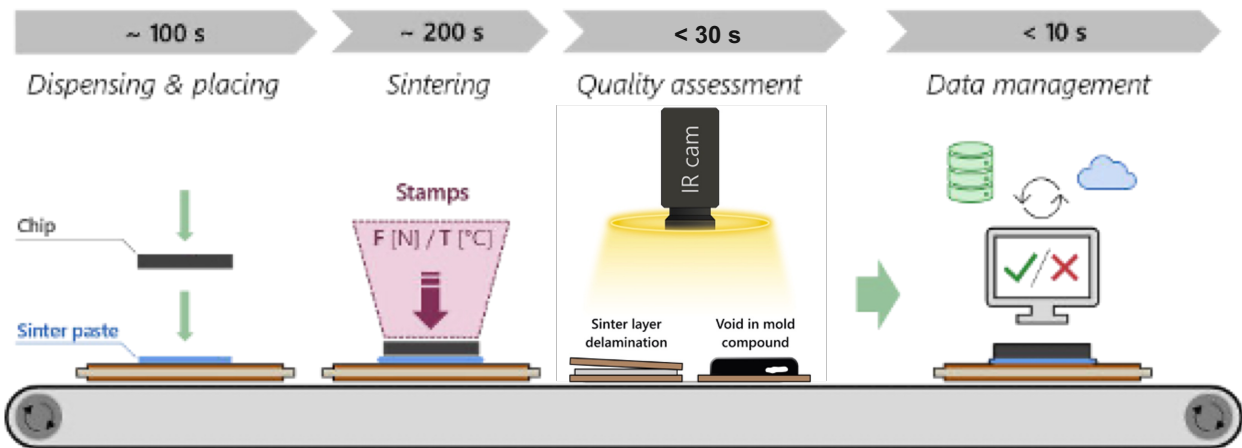 ~ 100 s
~ 200 s
< 30 s
< 10 s
Dispensing & placing
Sintering
Quality assessment
Data management
Chip
Sinter paste
Stamps
F [N] / T [°C]
IR cam
Sinter layer
delamination
Void in mold
compound